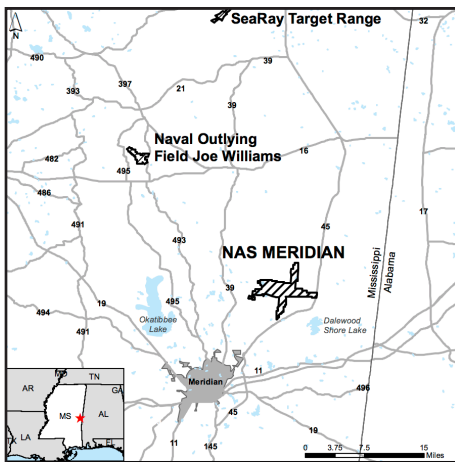 N
SeaRay Target Range
32
490
39
397
393
21
39
Naval Outlying
Field Joe Williams
16
482
495
486
17
491
45
493
NAS MERIDIAN
Mississippi
Alabama
39
19
495
494
Okatibbee
Lake
Dalewood
Shore Lake
491
11
Meridian
496
MO
TN
AR
GA
MS
AL
45
LA
TX
FL
19
11
145
0 3.75 7.5 15
Miles